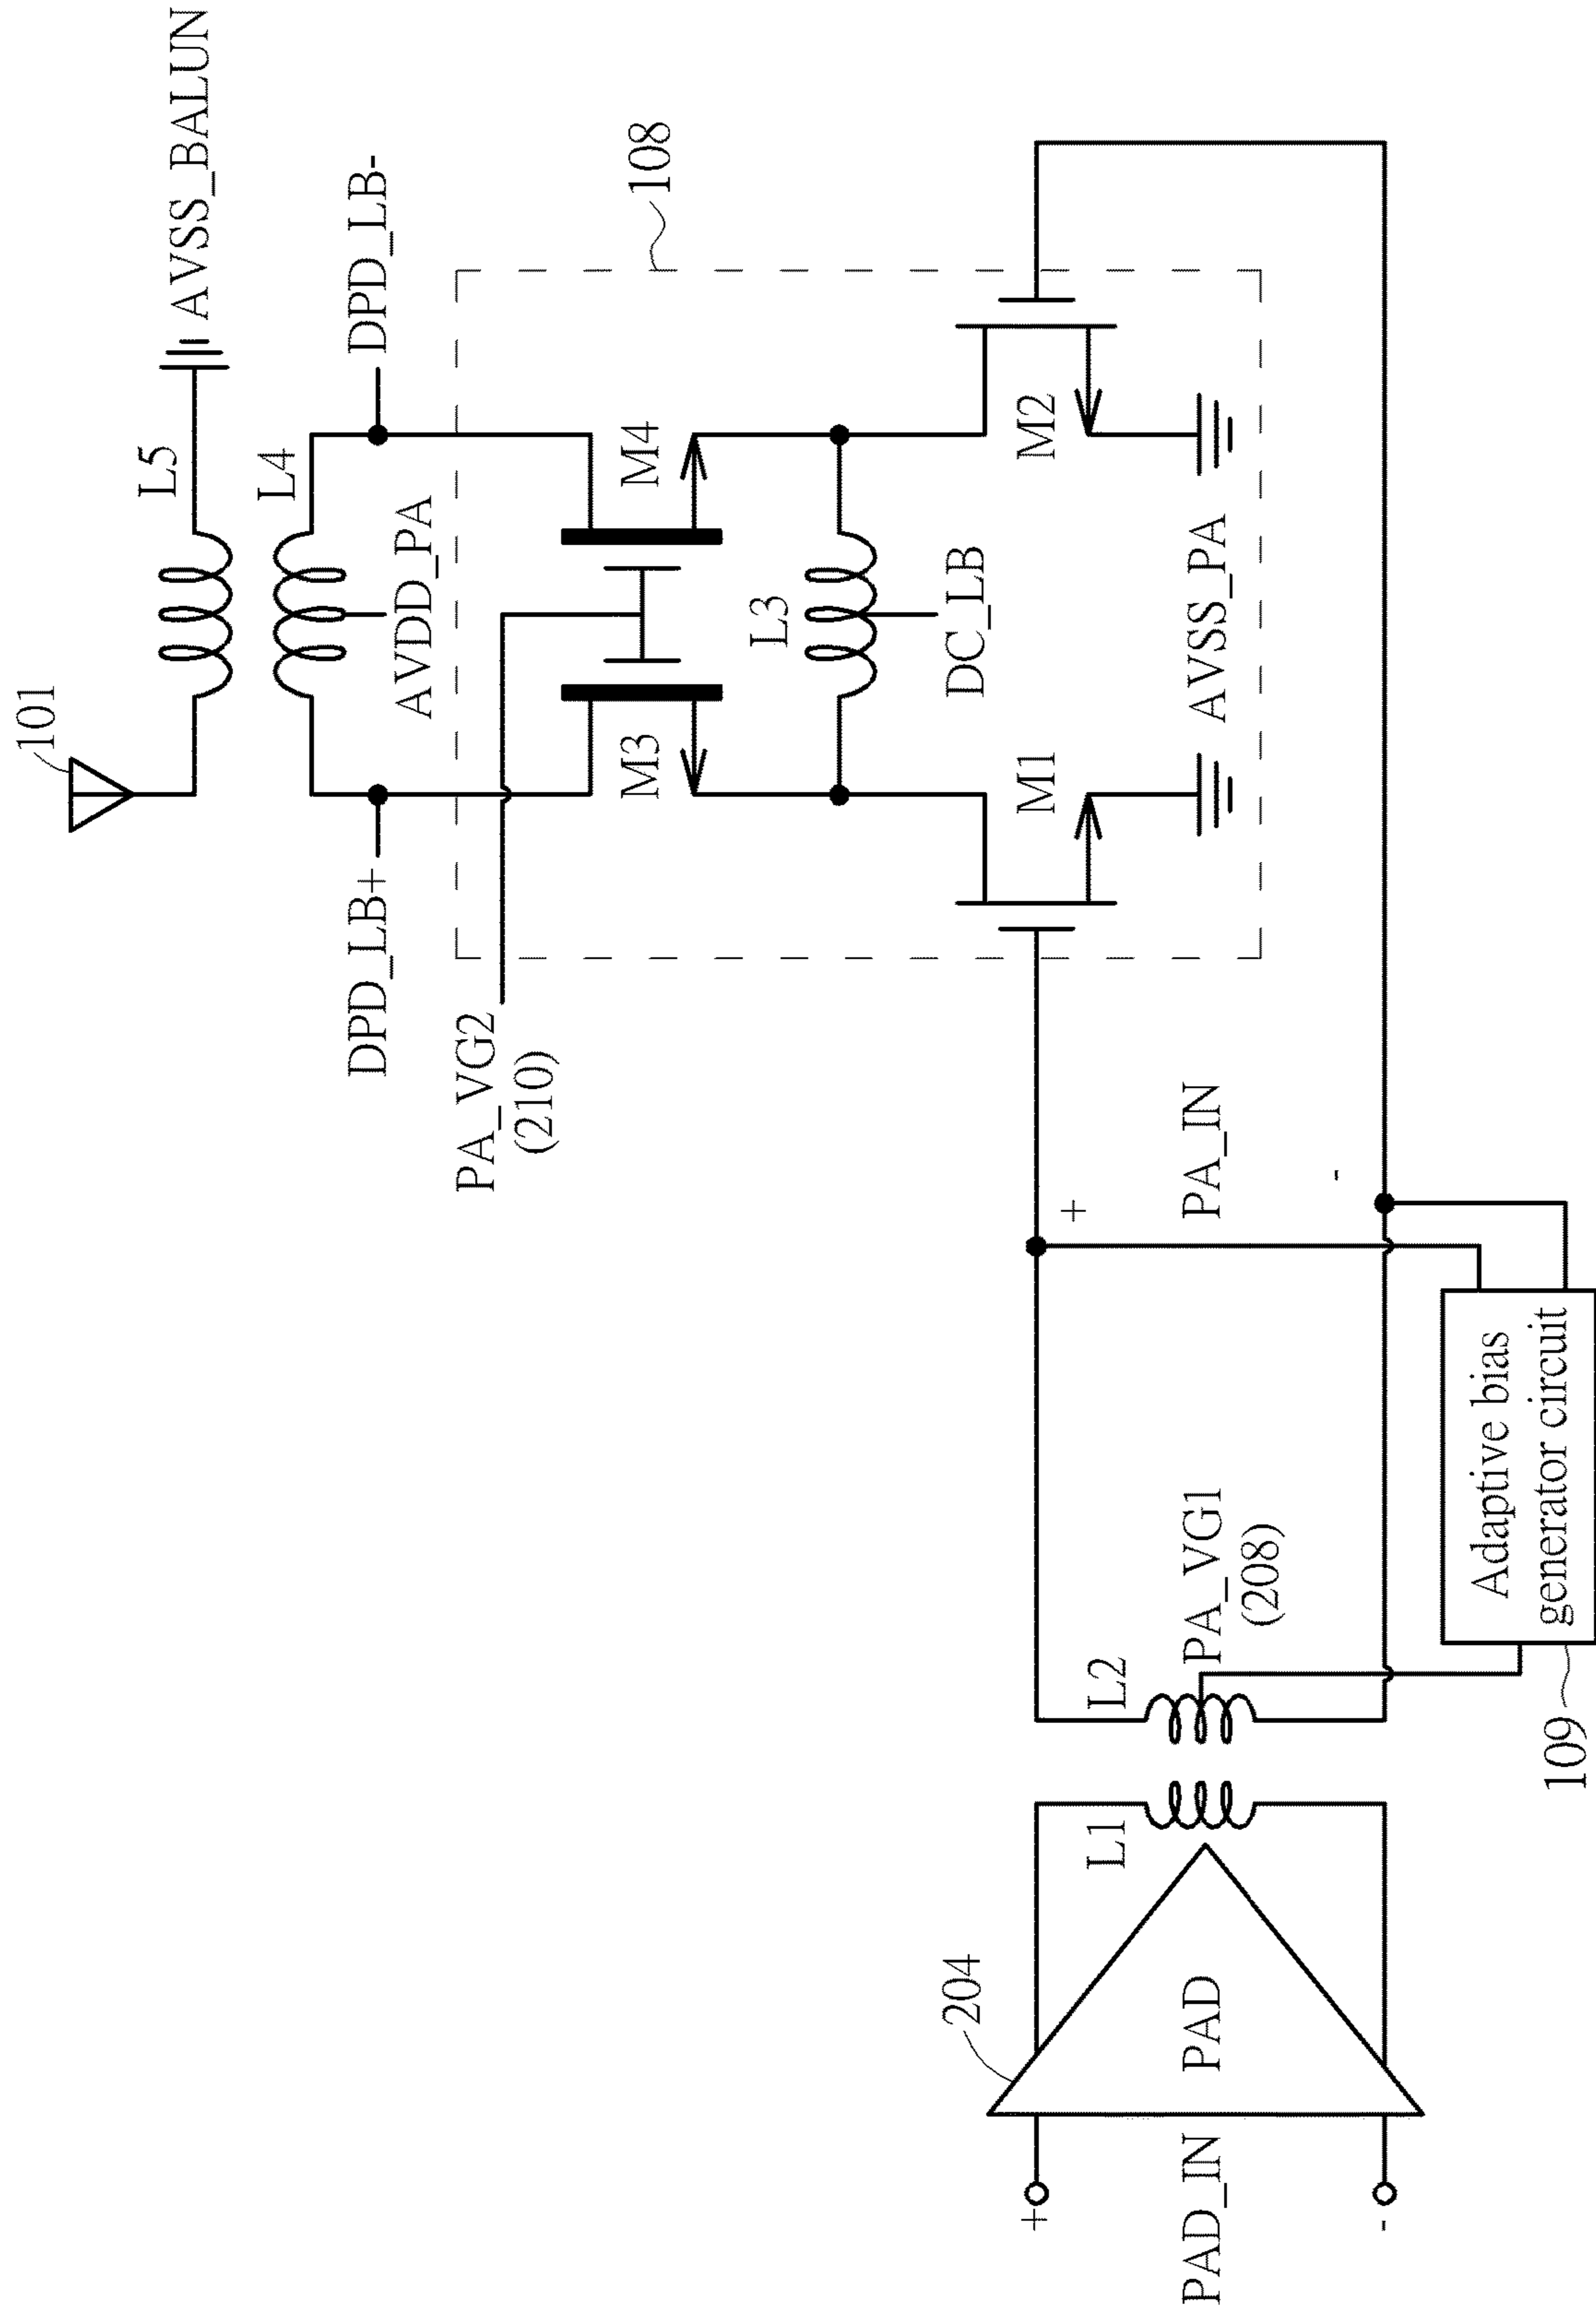 101
L5
AVSS_BALUN
L4
AVDD_PA
DPD_LB+
DPD_LB-
PA_VG2
(210)
M3
M4
108
L3
DC_LB
M1
M2
AVSS_PA
204
+
PAD_IN
-
PAD
L1
L2
PA_VG1
(208)
+
PA_IN
-
Adaptive bias
generator circuit
109